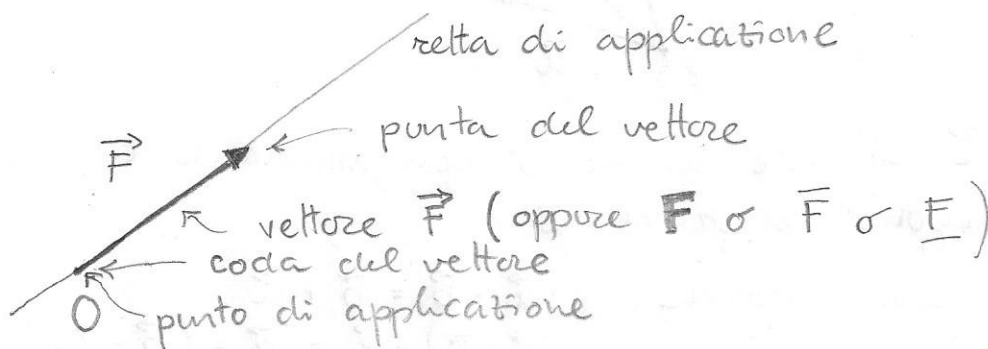 retta di applicazione
punta del vettore
F⃗
vettore F⃗ (oppure F o F̅ o F̲)
coda del vettore
O
punto di applicazione